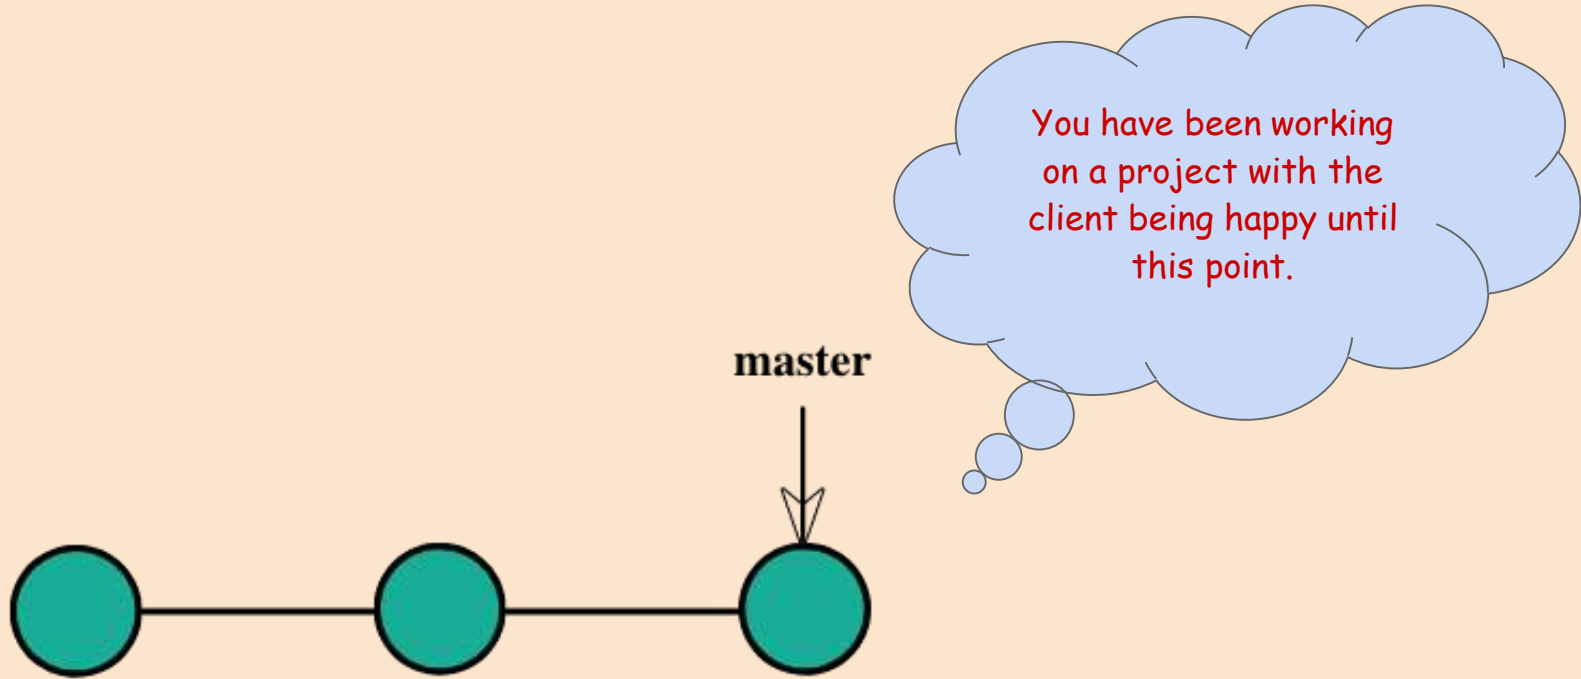 You have been working
on a project with the
client being happy until
this point.
master